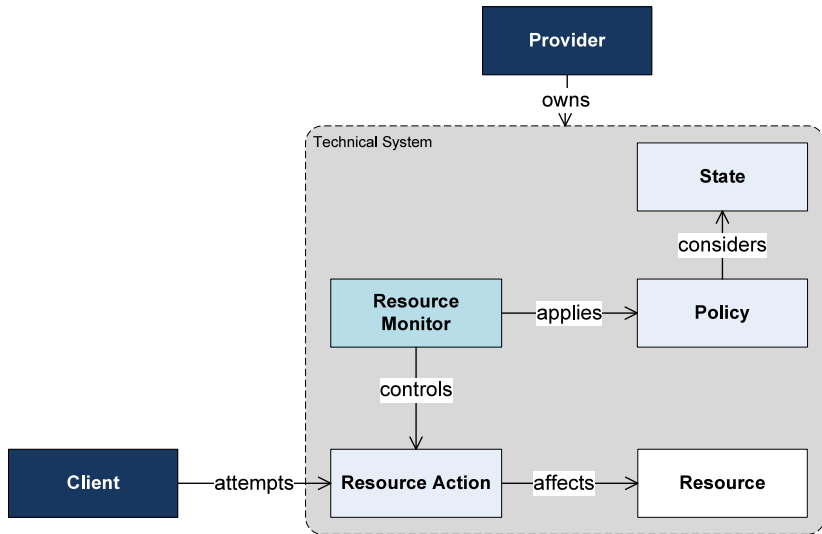 Provider
owns
Technical System
State
considers
Resource
Monitor
applies
Policy
controls
Client
attempts
Resource Action
affects
Resource